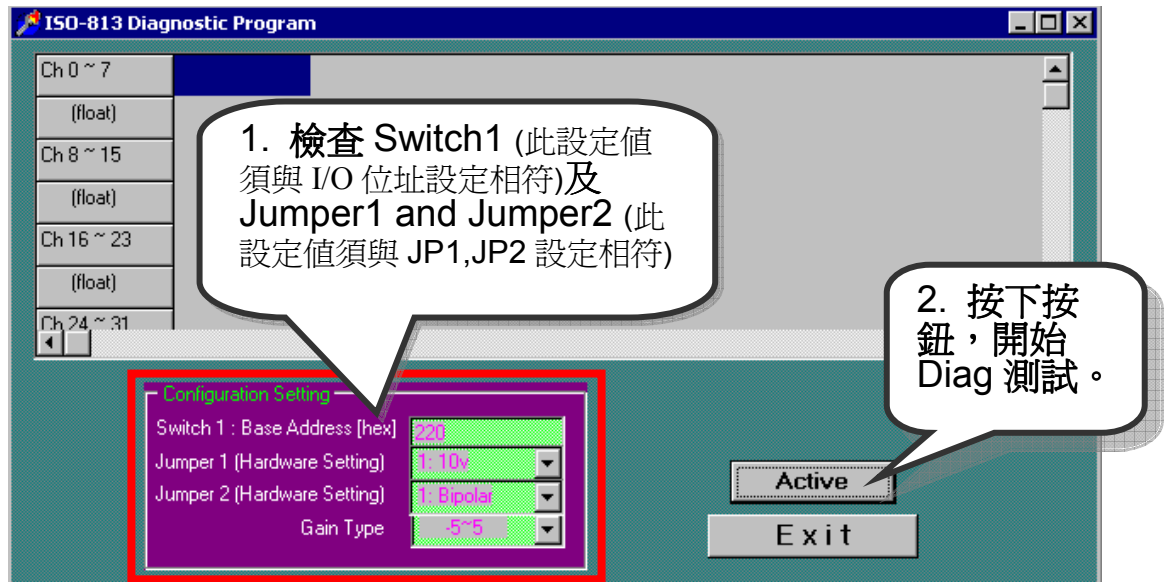 ISO-813 Diagnostic Program
Ch 0 ~ 7
(float)
Ch 8 ~ 15
(float)
Ch 16 ~ 23
(float)
Ch 24 ~ 31
1. 檢查 Switch1 (此設定值
須與 I/O 位址設定相符)及
Jumper1 and Jumper2 (此
設定值須與 JP1,JP2 設定相符)
2. 按下按
鈕，開始
Diag 測試。
Configuration Setting
Switch 1 : Base Address [hex] 220
Jumper 1 (Hardware Setting) 1: 10v
Jumper 2 (Hardware Setting) 1: Bipolar
Gain Type -5~5
Active
Exit